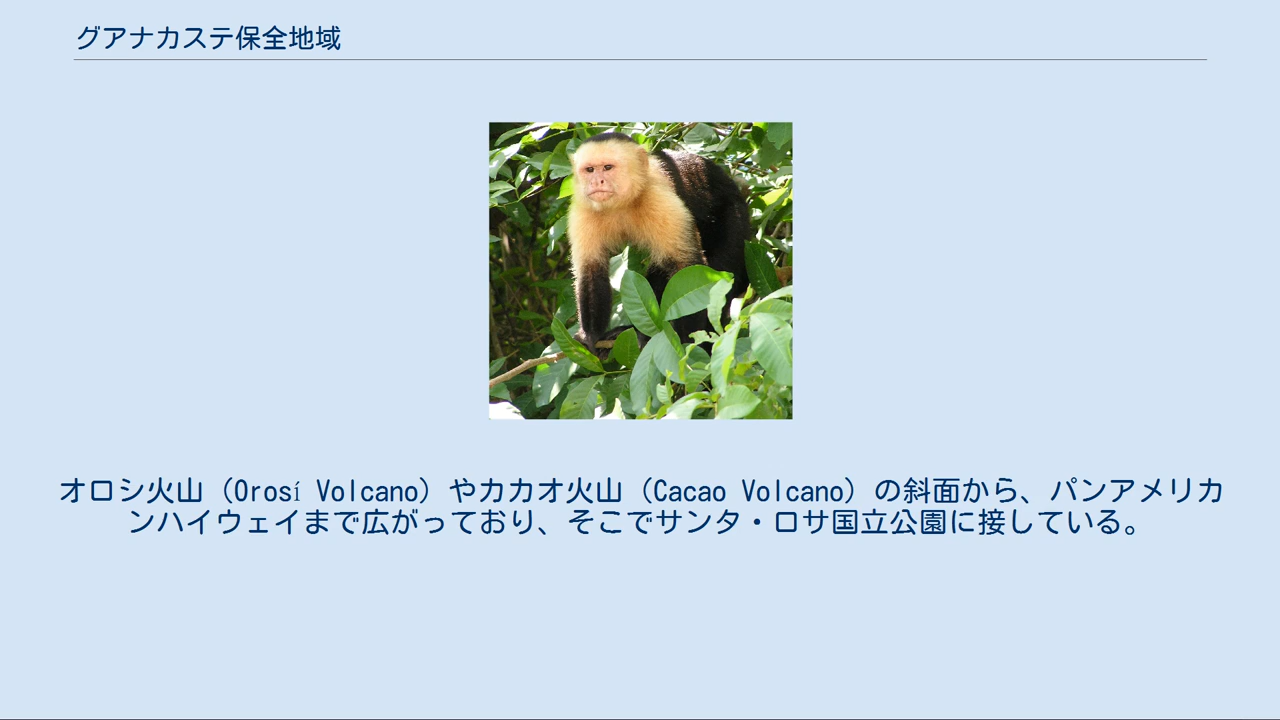 グアナカステ保全地域
オロシ火山（Orosí Volcano）やカカオ火山（Cacao Volcano）の斜面から、パンアメリカ
ンハイウェイまで広がっており、そこでサンタ・ロサ国立公園に接している。